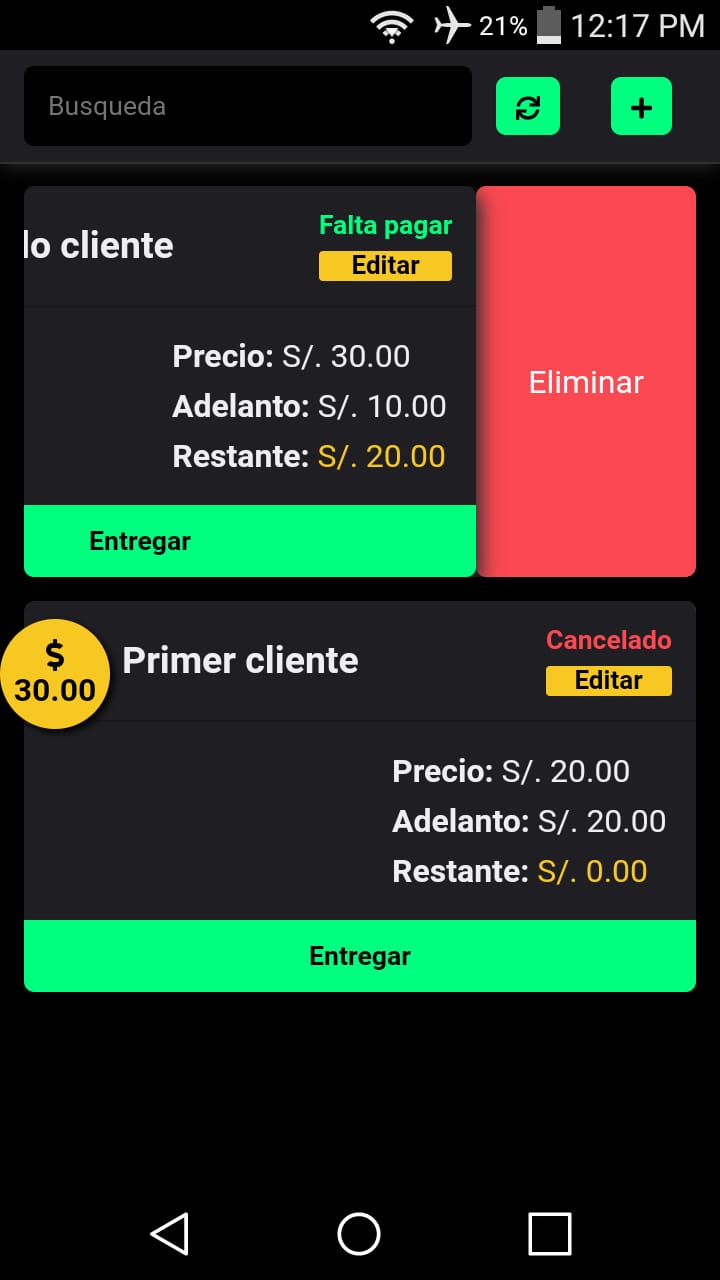 21% 12:17 PM
Busqueda
lo cliente
Falta pagar
Editar
Precio: S/. 30.00
Adelanto: S/. 10.00
Restante: S/. 20.00
Entregar
Eliminar
$
30.00
Primer cliente
Cancelado
Editar
Precio: S/. 20.00
Adelanto: S/. 20.00
Restante: S/. 0.00
Entregar